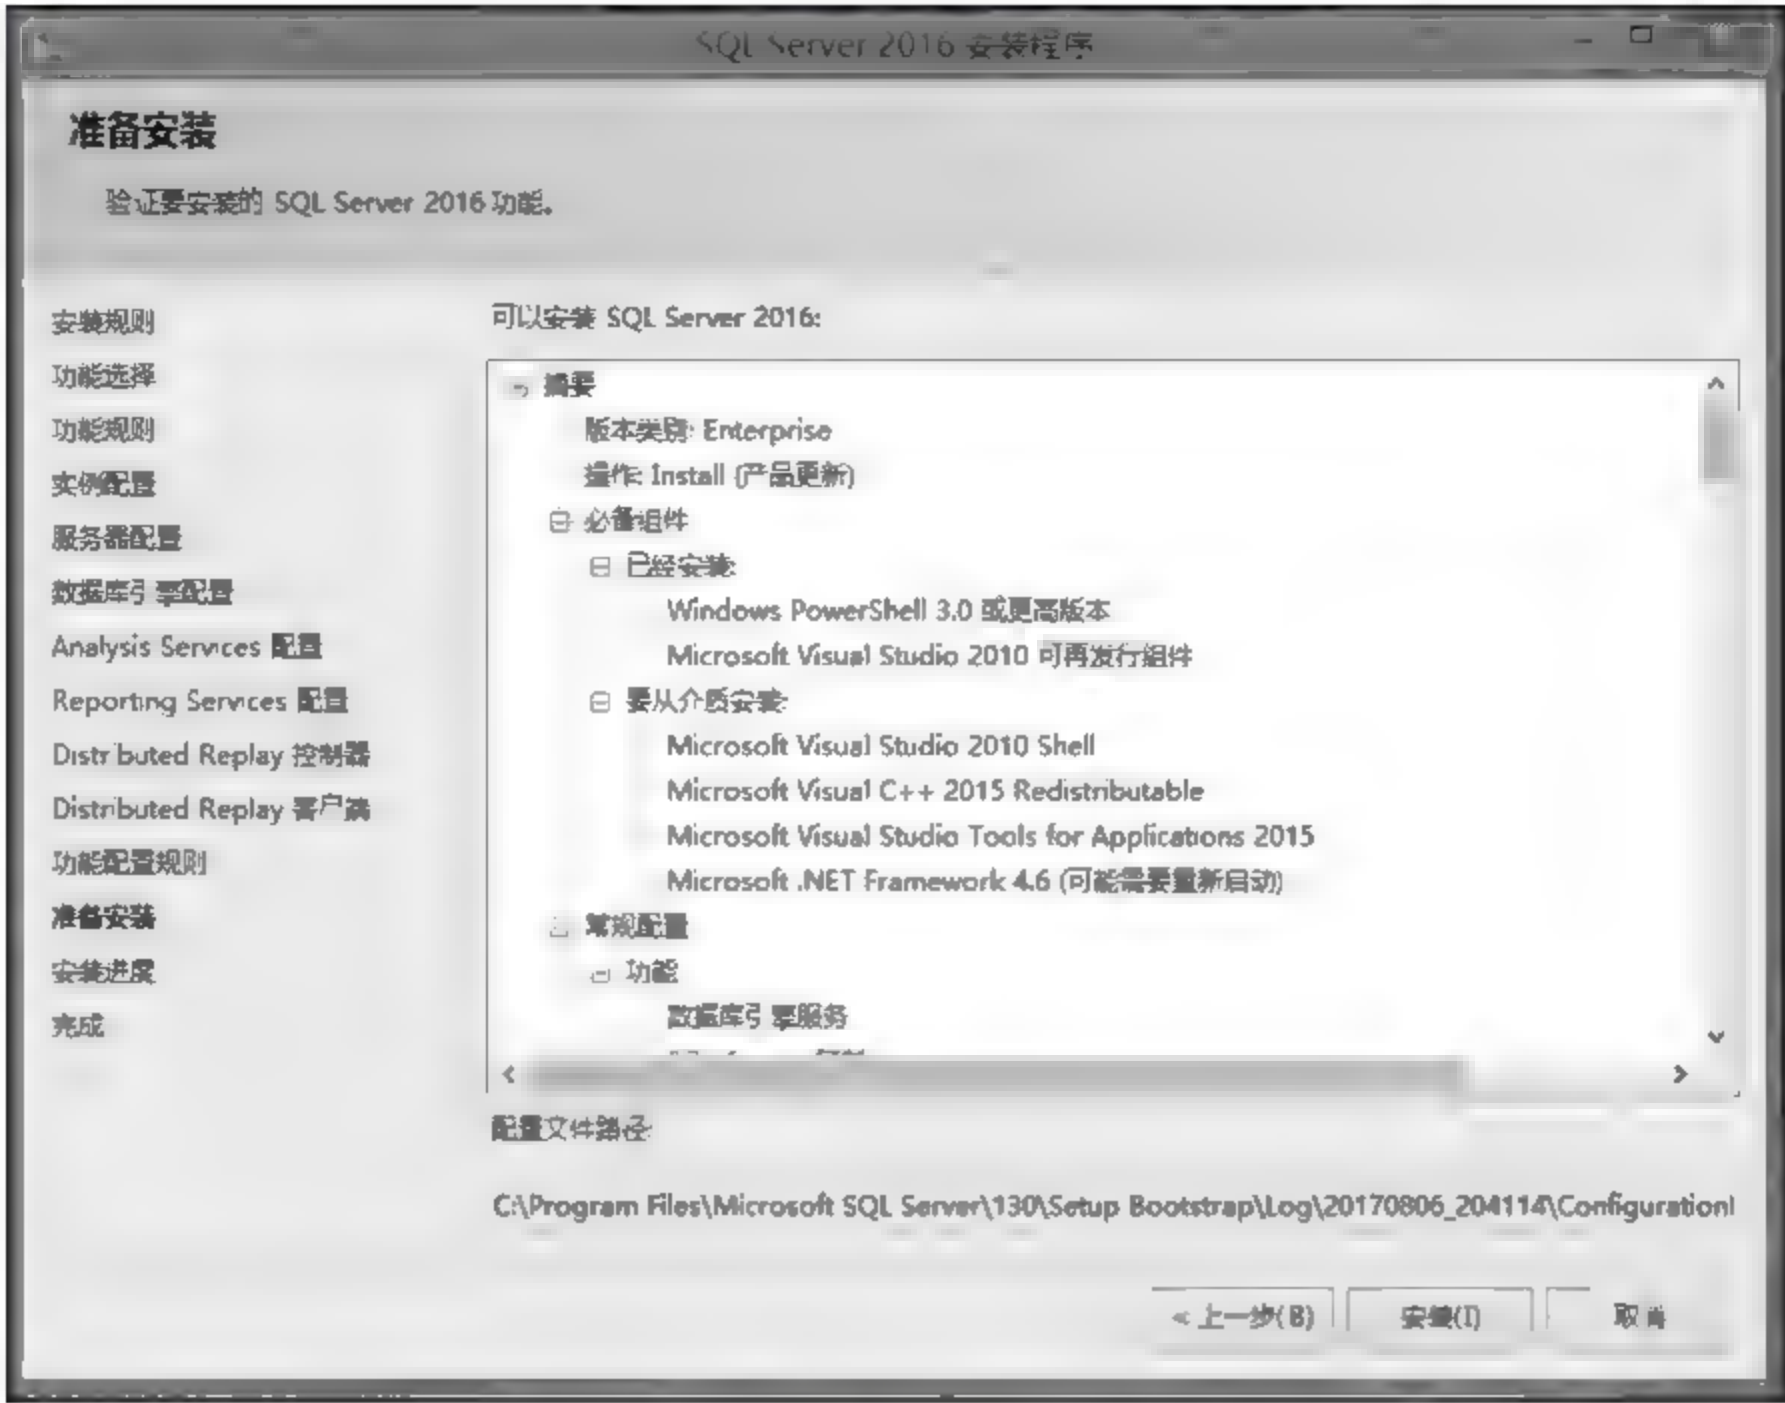 SQL Server 2016 安装程序
准备安装
验证要安装的 SQL Server 2016 功能。
安装规则
功能选择
功能规则
实例配置
服务器配置
数据库引擎配置
Analysis Services 配置
Reporting Services 配置
Distributed Replay 控制器
Distributed Replay 客户端
功能配置规则
准备安装
安装进度
完成
可以安装 SQL Server 2016:
摘要
版本类别: Enterprise
操作: Install (产品更新)
必备组件
已经安装:
Windows PowerShell 3.0 或更高版本
Microsoft Visual Studio 2010 可再发行组件
要从介质安装:
Microsoft Visual Studio 2010 Shell
Microsoft Visual C++ 2015 Redistributable
Microsoft Visual Studio Tools for Applications 2015
Microsoft .NET Framework 4.6 (可能需要重新启动)
常规配置
功能
数据库引擎服务
配置文件路径:
C:\Program Files\Microsoft SQL Server\130\Setup Bootstrap\Log\20170806_204114\Configuration
< 上一步(B)
安装(I)
取消